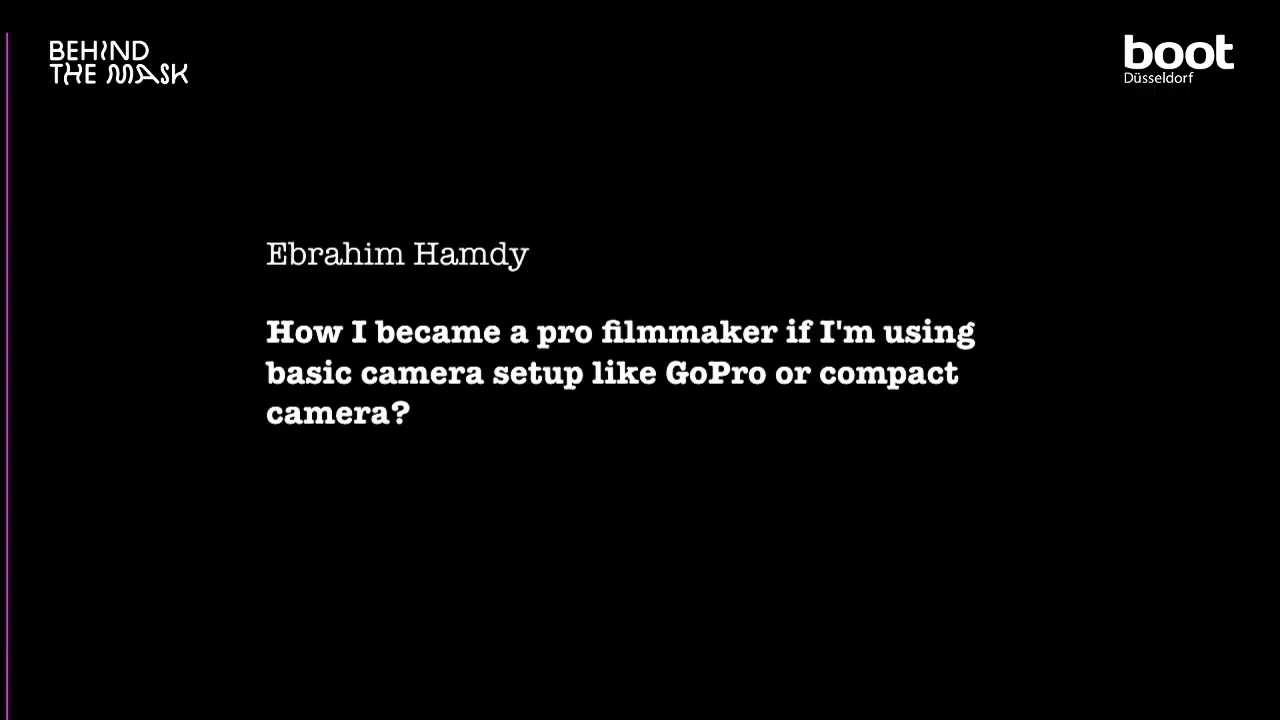 BEHIND
THE MASK
boot
Düsseldorf
Ebrahim Hamdy
How I became a pro filmmaker if I'm using
basic camera setup like GoPro or compact
camera?